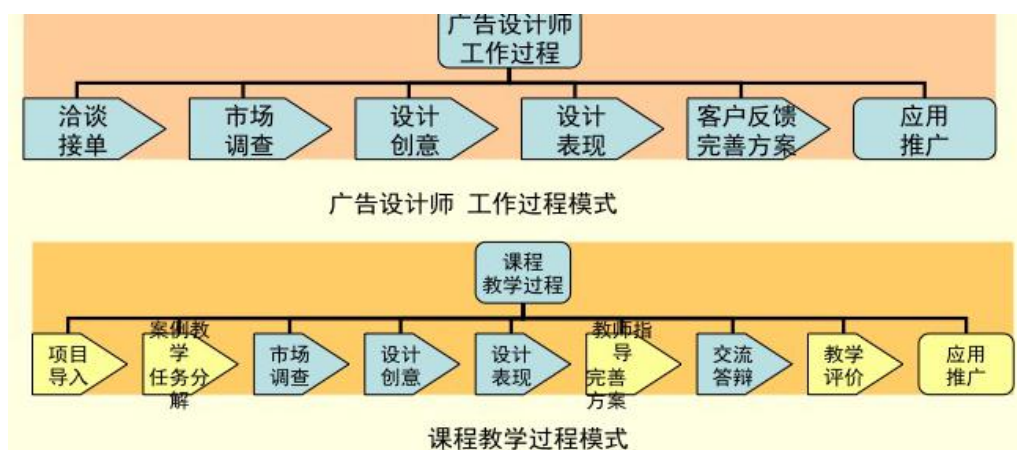 广告设计师
工作过程
洽谈
接单
市场
调查
设计
创意
设计
表现
客户反馈
完善方案
应用
推广
广告设计师 工作过程模式
课程
教学过程
项目
导入
案例教
学
任务分
解
市场
调查
设计
创意
设计
表现
教师指
导
完善
方案
交流
答辩
教学
评价
应用
推广
课程教学过程模式